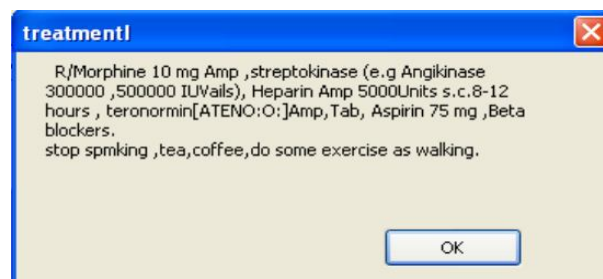 treatmentl
R/Morphine 10 mg Amp ,streptokinase (e.g Angikinase
300000 ,500000 IUVails), Heparin Amp 5000Units s.c.8-12
hours , teronormin[ATENO:O:]Amp,Tab, Aspirin 75 mg ,Beta
blockers.
stop spmking ,tea,coffee,do some exercise as walking.
OK